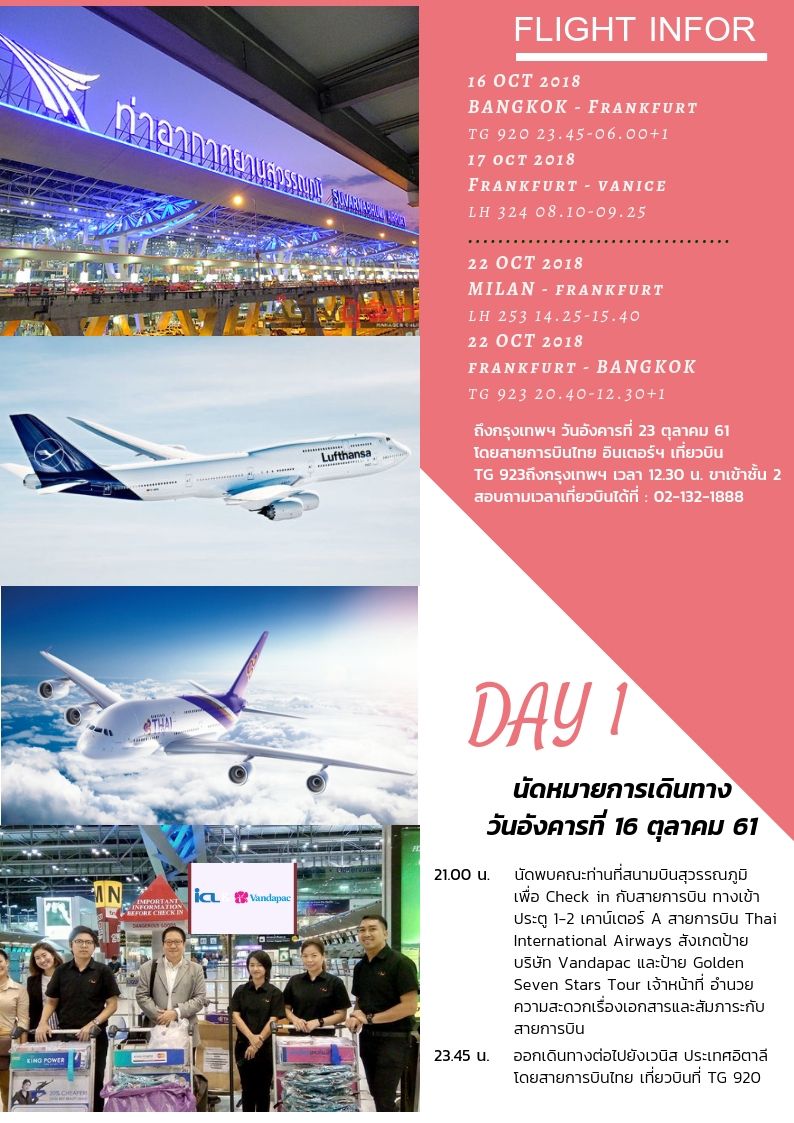 ท่าอากาศยานสุวรรณภูมิ SUVARNABHUMI AIRPORT
Lufthansa
THAI
IMPORTANT
INFORMATION
BEFORE CHECK IN
DANGEROUS GOODS
N
ICL Vandapac
KING POWER
20% CHEAPER
FLIGHT INFOR
16 OCT 2018
BANGKOK - FRANKFURT
TG 920 23.45-06.00+1
17 OCT 2018
FRANKFURT - VANICE
LH 324 08.10-09.25
...................................
22 OCT 2018
MILAN - FRANKFURT
LH 253 14.25-15.40
22 OCT 2018
FRANKFURT - BANGKOK
TG 923 20.40-12.30+1
ถึงกรุงเทพฯ วันอังคารที่ 23 ตุลาคม 61
โดยสายการบินไทย อินเตอร์ฯ เที่ยวบิน
TG 923ถึงกรุงเทพฯ เวลา 12.30 น. ขาเข้าชั้น 2
สอบถามเวลาเที่ยวบินได้ที่ : 02-132-1888
DAY 1
นัดหมายการเดินทาง
วันอังคารที่ 16 ตุลาคม 61
21.00 น. นัดพบคณะท่านที่สนามบินสุวรรณภูมิ
เพื่อ Check in กับสายการบิน ทางเข้า
ประตู 1-2 เคาน์เตอร์ A สายการบิน Thai
International Airways สังเกตป้าย
บริษัท Vandapac และป้าย Golden
Seven Stars Tour เจ้าหน้าที่ อำนวย
ความสะดวกเรื่องเอกสารและสัมภาระกับ
สายการบิน
23.45 น. ออกเดินทางต่อไปยังเวนิส ประเทศอิตาลี
โดยสายการบินไทย เที่ยวบินที่ TG 920